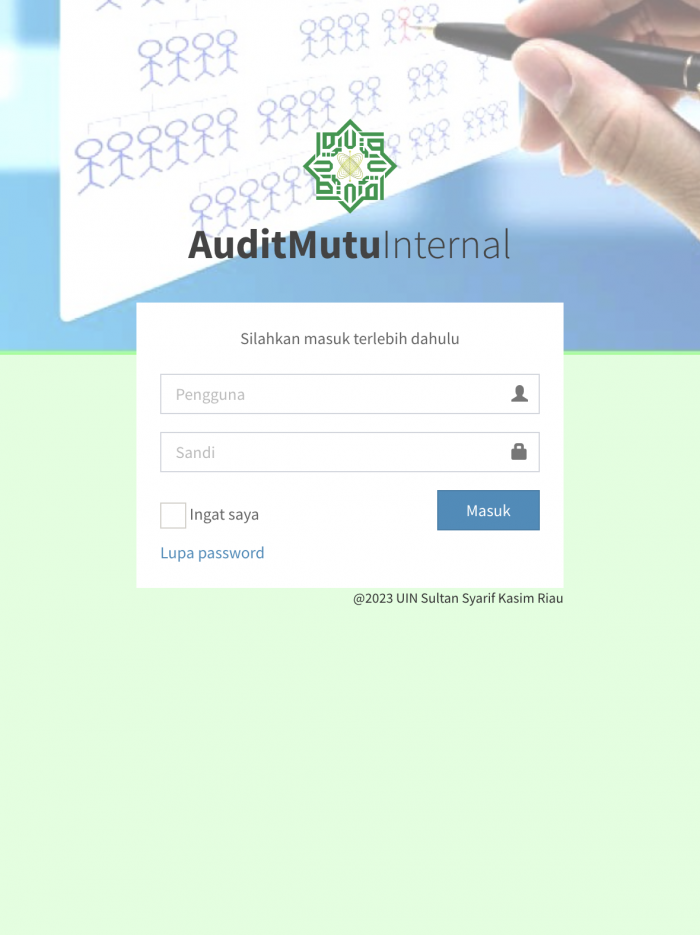 AuditMutuInternal
Silahkan masuk terlebih dahulu
Pengguna
Sandi
Ingat saya
Masuk
Lupa password
@2023 UIN Sultan Syarif Kasim Riau